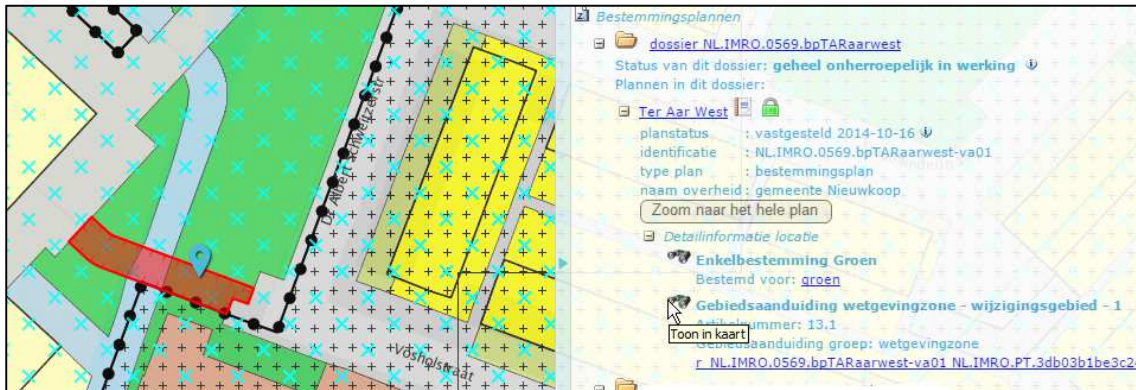 Bestemmingsplannen
dossier NL.IMRO.0569.bpTARaarwest
Status van dit dossier: geheel onherroepelijk in werking
Plannen in dit dossier:
Ter Aar West
planstatus : vastgesteld 2014-10-16
identificatie : NL.IMRO.0569.bpTARaarwest-va01
type plan : bestemmingsplan
naam overheid : gemeente Nieuwkoop
Zoom naar het hele plan
Detailinformatie locatie
Enkelbestemming Groen
Bestemd voor: groen
Gebiedsaanduiding wetgevingzone - wijzigingsgebied - 1
Artikelnummer: 13.1
Toon in kaart
Gebiedsaanduiding groep: wetgevingzone
r_NL.IMRO.0569.bpTARaarwest-va01_NL.IMRO.PT.3db03b1be3c2
Dr Albert Schweitzerstr
Vosholstraat